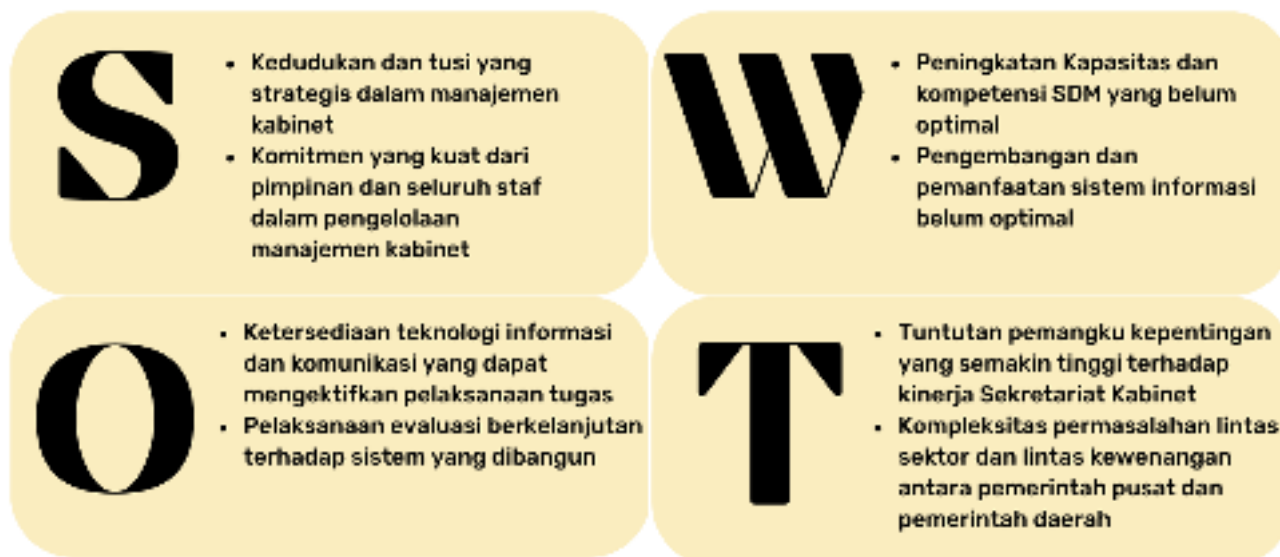 S
• Kedudukan dan tusi yang
strategis dalam manajemen
kabinet
• Komitmen yang kuat dari
pimpinan dan seluruh staf
dalam pengelolaan
manajemen kabinet
W
• Peningkatan Kapasitas dan
kompetensi SDM yang belum
optimal
• Pengembangan dan
pemanfaatan sistem informasi
belum optimal
O
• Ketersediaan teknologi informasi
dan komunikasi yang dapat
mengektifkan pelaksanaan tugas
• Pelaksanaan evaluasi berkelanjutan
terhadap sistem yang dibangun
T
• Tuntutan pemangku kepentingan
yang semakin tinggi terhadap
kinerja Sekretariat Kabinet
• Kompleksitas permasalahan lintas
sektor dan lintas kewenangan
antara pemerintah pusat dan
pemerintah daerah